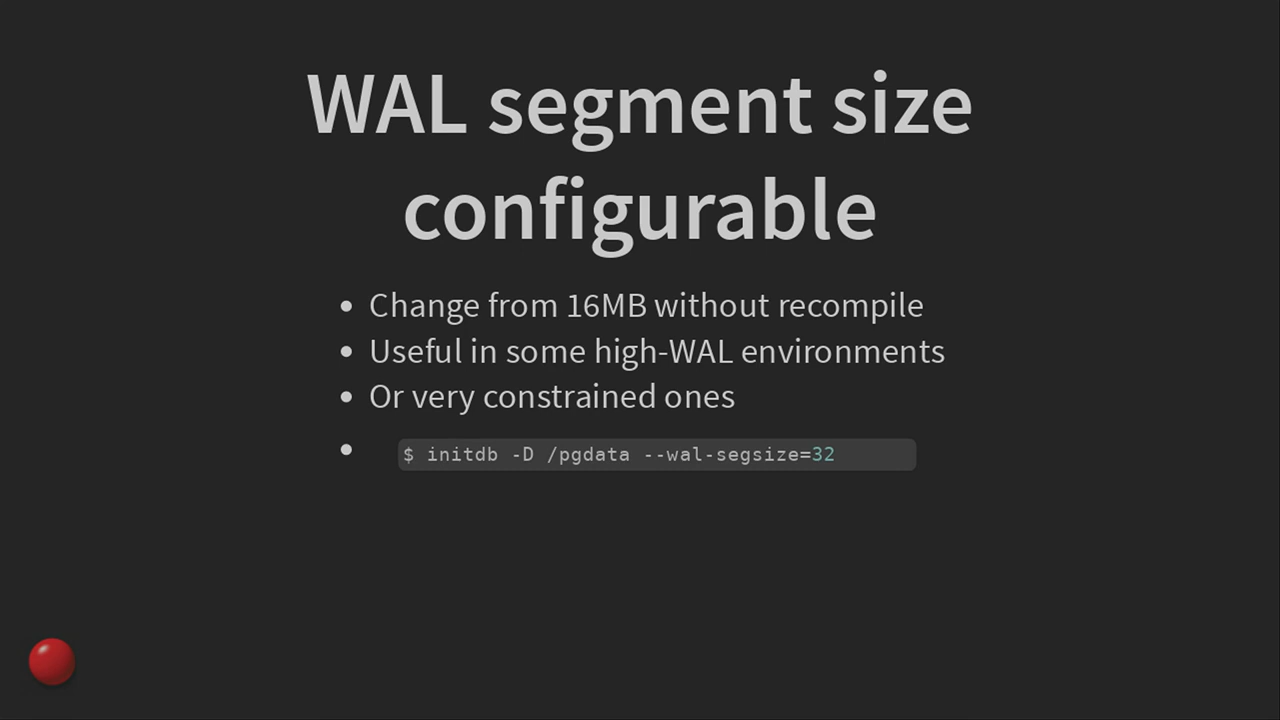 WAL segment size
configurable
Change from 16MB without recompile
Useful in some high-WAL environments
Or very constrained ones
$ initdb -D /pgdata --wal-segsize=32